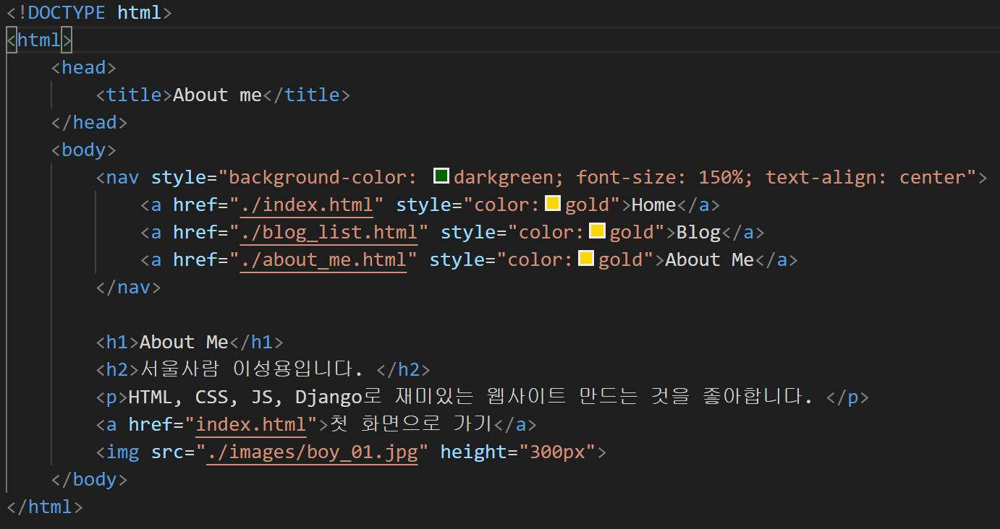 <!DOCTYPE html>
<html>
    <head>
        <title>About me</title>
    </head>
    <body>
        <nav style="background-color: darkgreen; font-size: 150%; text-align: center">
            <a href="./index.html" style="color:gold">Home</a>
            <a href="./blog_list.html" style="color:gold">Blog</a>
            <a href="./about_me.html" style="color:gold">About Me</a>
        </nav>

        <h1>About Me</h1>
        <h2>서울사람 이성용입니다. </h2>
        <p>HTML, CSS, JS, Django로 재미있는 웹사이트 만드는 것을 좋아합니다. </p>
        <a href="index.html">첫 화면으로 가기</a>
        <img src="./images/boy_01.jpg" height="300px">
    </body>
</html>